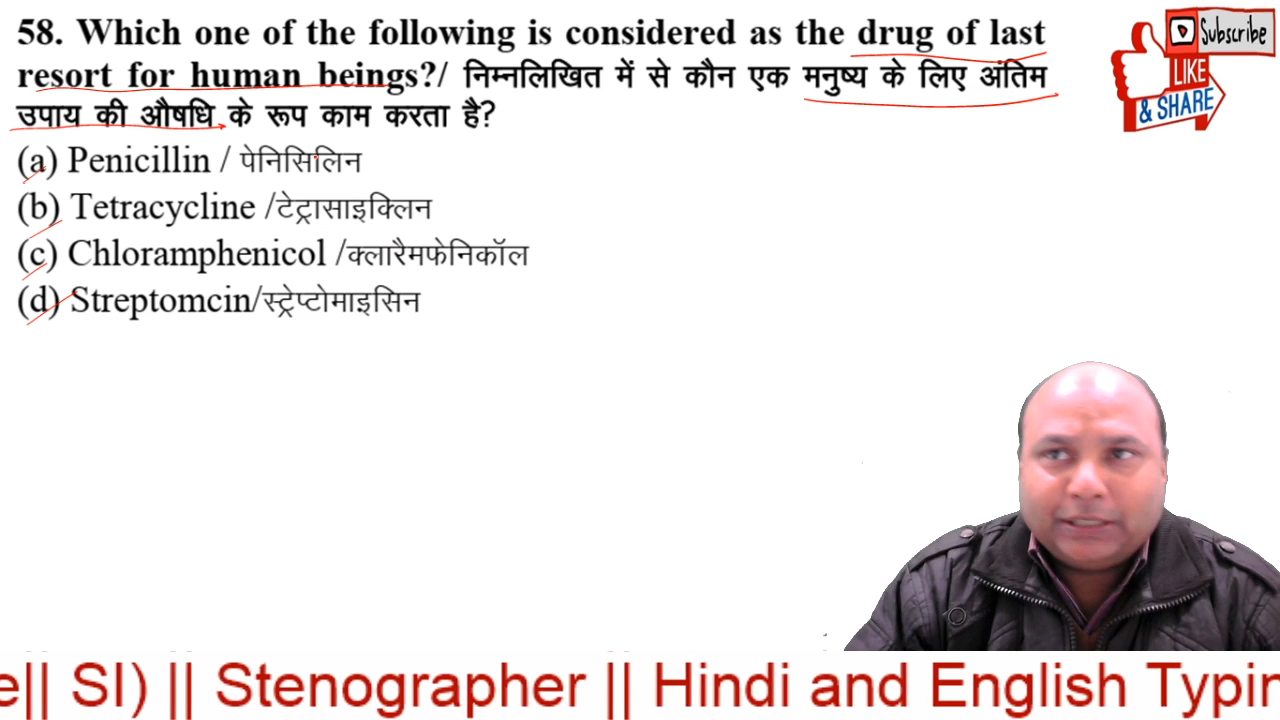 58. Which one of the following is considered as the drug of last
resort for human beings?/ निम्नलिखित में से कौन एक मनुष्य के लिए अंतिम
उपाय की औषधि के रूप काम करता है?
(a) Penicillin / पेनिसिलिन
(b) Tetracycline /टेट्रासाइक्लिन
(c) Chloramphenicol /क्लारैमफेनिकॉल
(d) Streptomcin/स्ट्रेप्टोमाइसिन
Subscribe
LIKE
& SHARE
e|| SI) || Stenographer || Hindi and English Typin